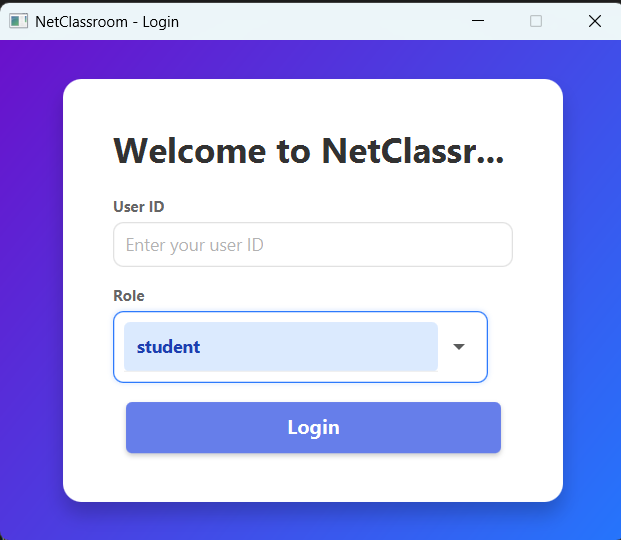 NetClassroom - Login
Welcome to NetClassr...
User ID
Enter your user ID
Role
student
Login